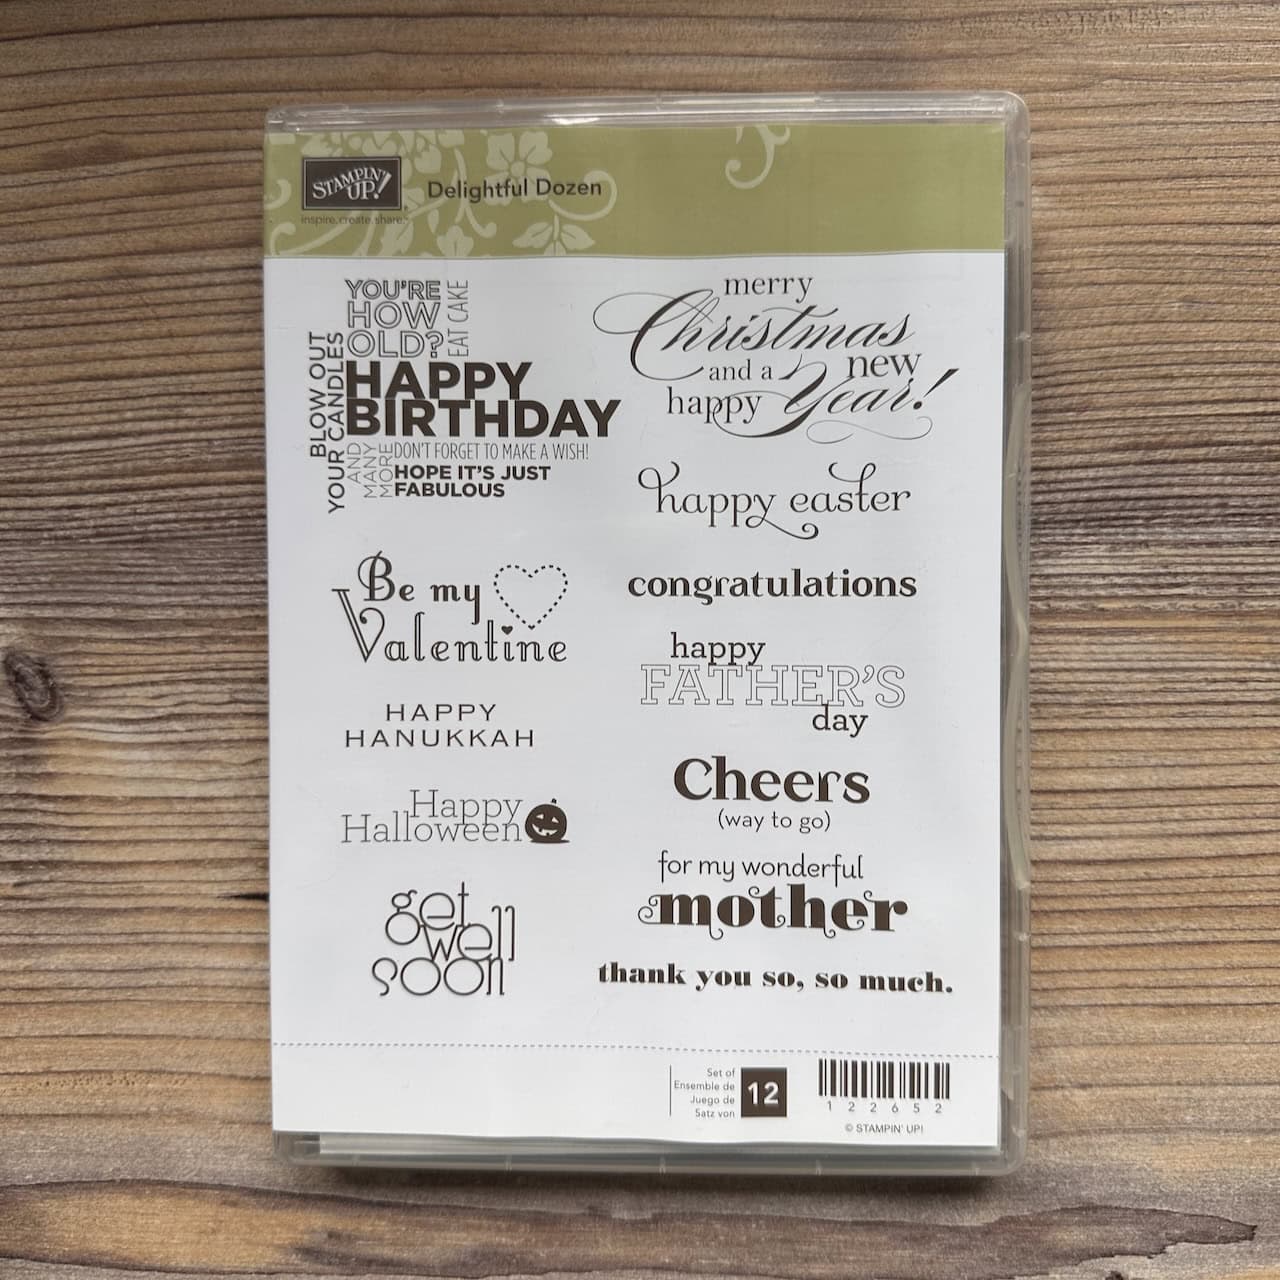 STAMPIN' UP!
inspire.create.share.
Delightful Dozen
YOU'RE
HOW
OLD?
EAT CAKE
BLOW OUT
YOUR CANDLES
HAPPY
BIRTHDAY
AND
MANY
MORE
DON'T FORGET TO MAKE A WISH!
HOPE IT'S JUST
FABULOUS
merry
Christmas
and a new
happy Year!
happy easter
Be my
Valentine
congratulations
happy
FATHER'S
day
HAPPY
HANUKKAH
Cheers
(way to go)
Happy
Halloween
for my wonderful
mother
get
well
soon
thank you so, so much.
Set of
Ensemble de
Juego de
Satz von
12
1 2 2 6 5 2
© STAMPIN' UP!